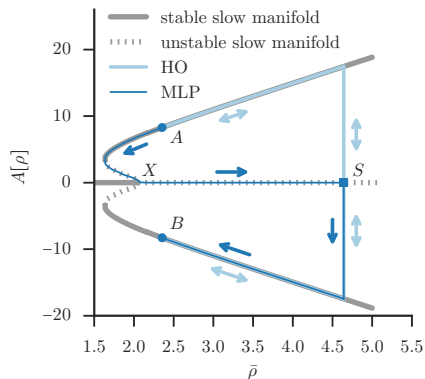 stable slow manifold
unstable slow manifold
HO
MLP
20
10
0
−10
−20
A[ρ]
A
X
S
B
1.5 2.0 2.5 3.0 3.5 4.0 4.5 5.0 5.5
ρ̄